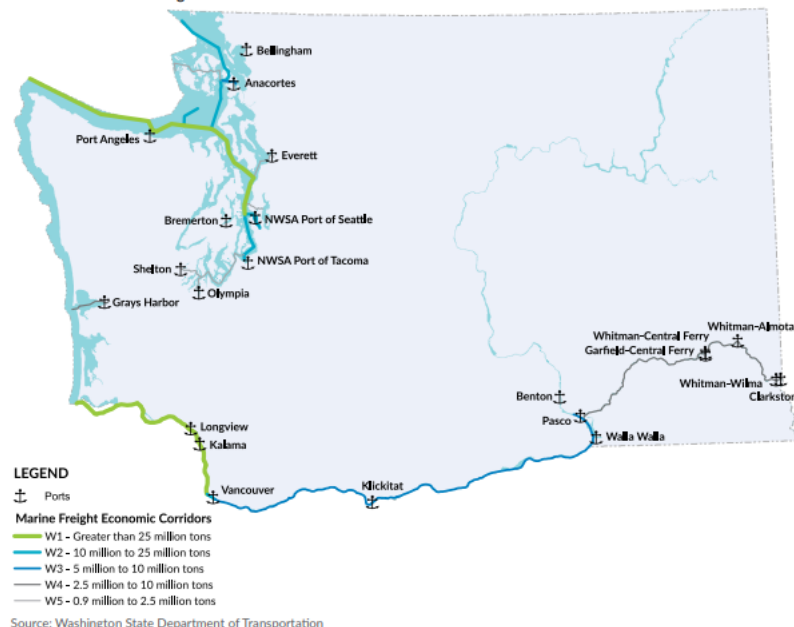 Bellingham
Anacortes
Port Angeles
Everett
Bremerton
NWSA Port of Seattle
NWSA Port of Tacoma
Shelton
Olympia
Grays Harbor
Whitman-Almota
Whitman-Central Ferry
Garfield-Central Ferry
Whitman-Wilma
Clarkston
Benton
Pasco
Walla Walla
Longview
Kalama
Vancouver
Klickitat
LEGEND
Ports
Marine Freight Economic Corridors
W1 - Greater than 25 million tons
W2 - 10 million to 25 million tons
W3 - 5 million to 10 million tons
W4 - 2.5 million to 10 million tons
W5 - 0.9 million to 2.5 million tons
Source: Washington State Department of Transportation